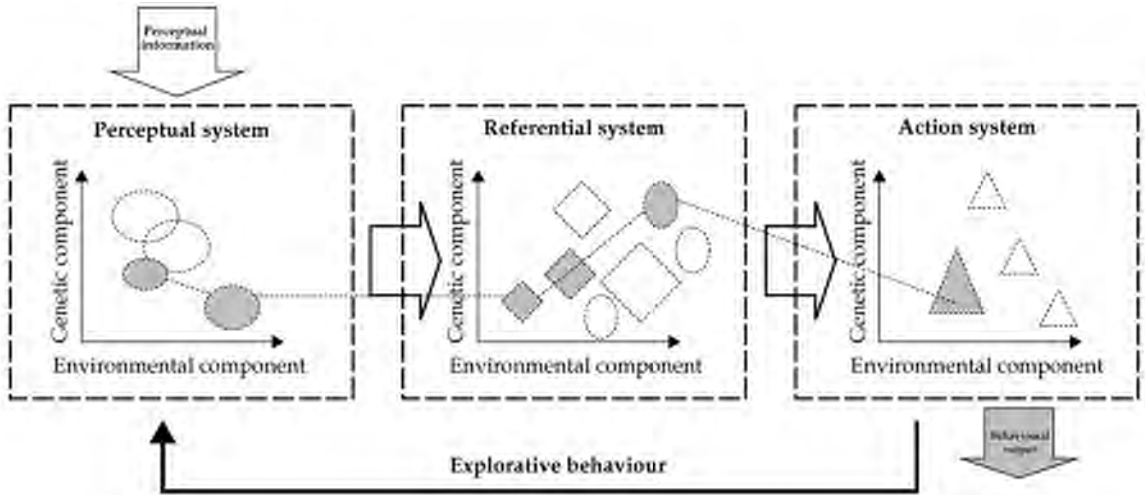 Perceptual
information
Perceptual system
Referential system
Action system
Genetic component
Genetic component
Genetic component
Environmental component
Environmental component
Environmental component
Behavioural
output
Explorative behaviour